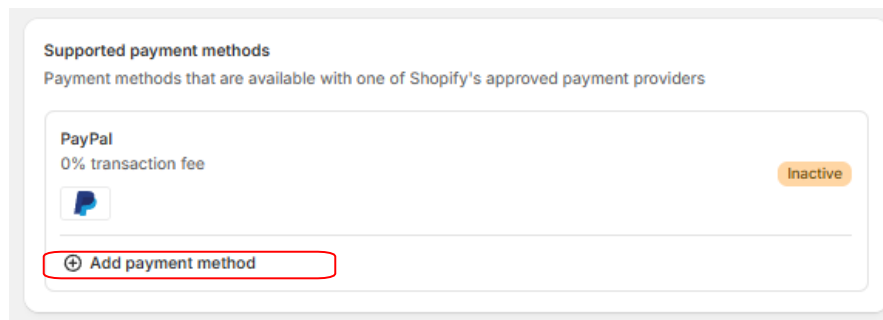 Supported payment methods
Payment methods that are available with one of Shopify's approved payment providers
PayPal
0% transaction fee
Inactive
Add payment method